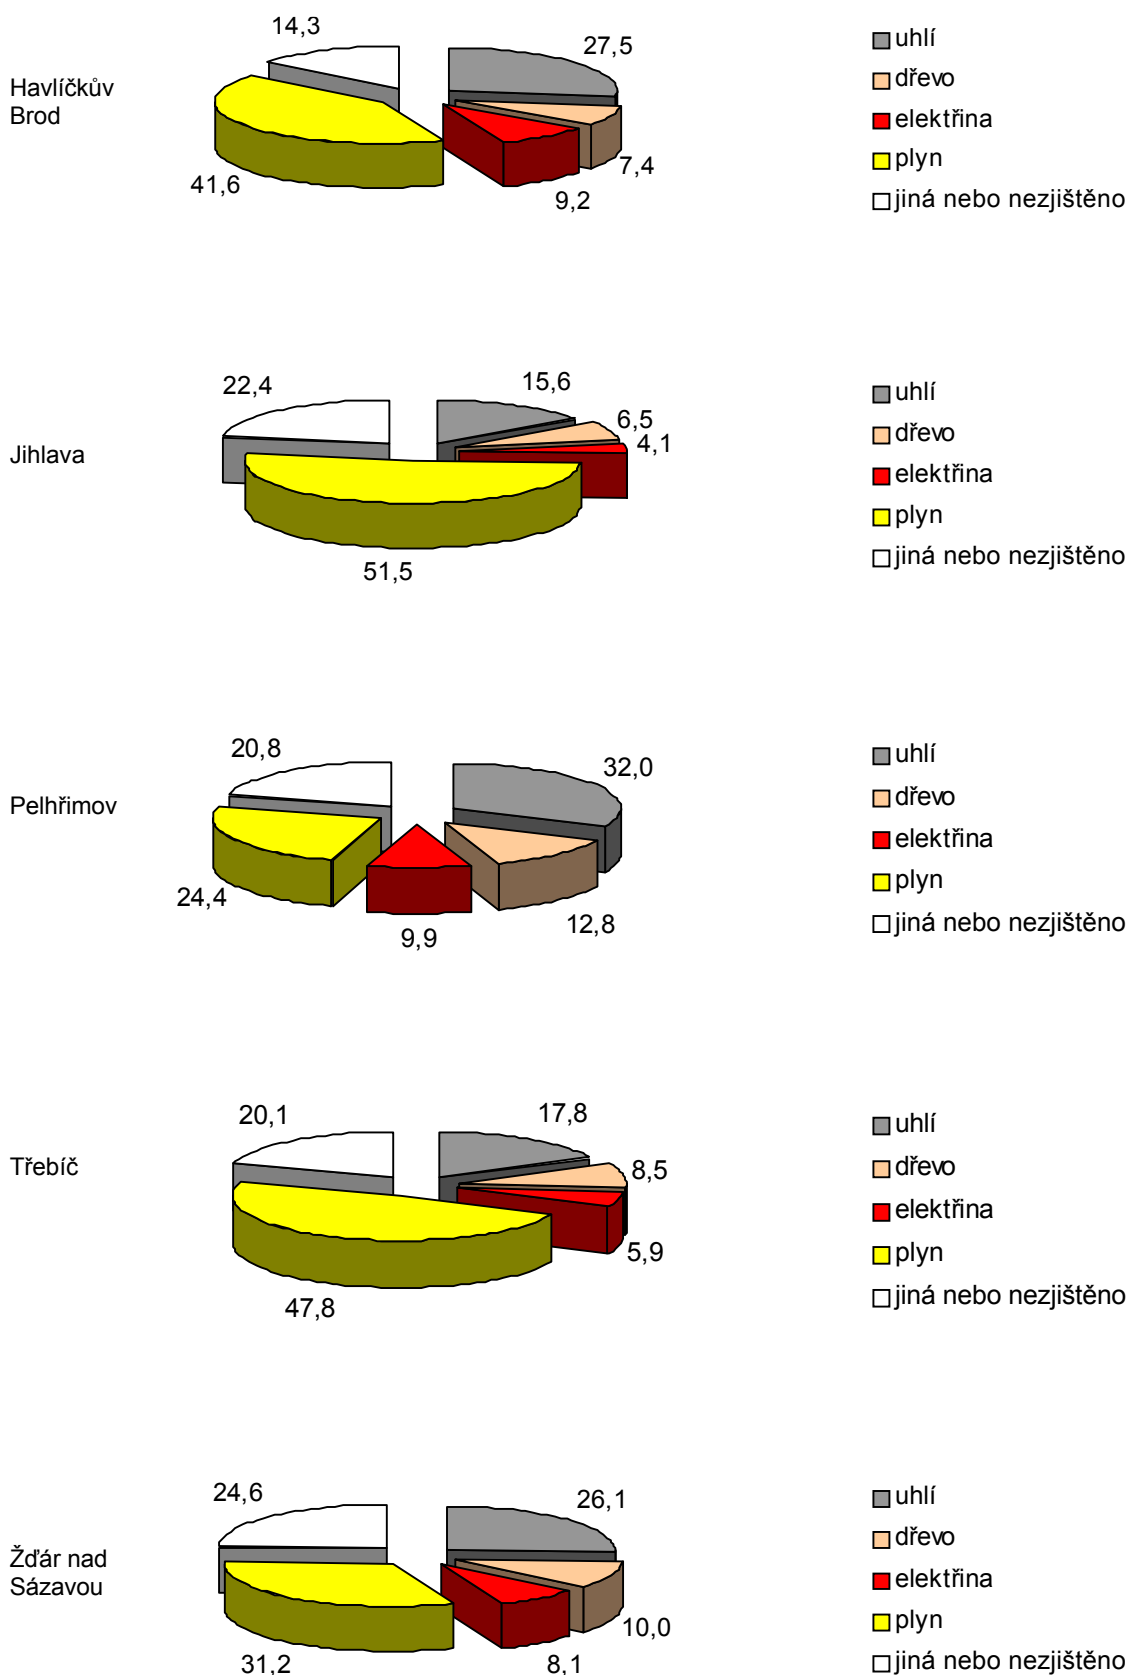 14,3
27,5
Havlíčkův
Brod
41,6
9,2
7,4
uhlí
dřevo
elektřina
plyn
jiná nebo nezjištěno
22,4
15,6
6,5
4,1
Jihlava
51,5
uhlí
dřevo
elektřina
plyn
jiná nebo nezjištěno
20,8
32,0
Pelhřimov
24,4
9,9
12,8
uhlí
dřevo
elektřina
plyn
jiná nebo nezjištěno
20,1
17,8
8,5
Třebíč
5,9
47,8
uhlí
dřevo
elektřina
plyn
jiná nebo nezjištěno
24,6
26,1
Žďár nad
Sázavou
10,0
31,2
8,1
uhlí
dřevo
elektřina
plyn
jiná nebo nezjištěno